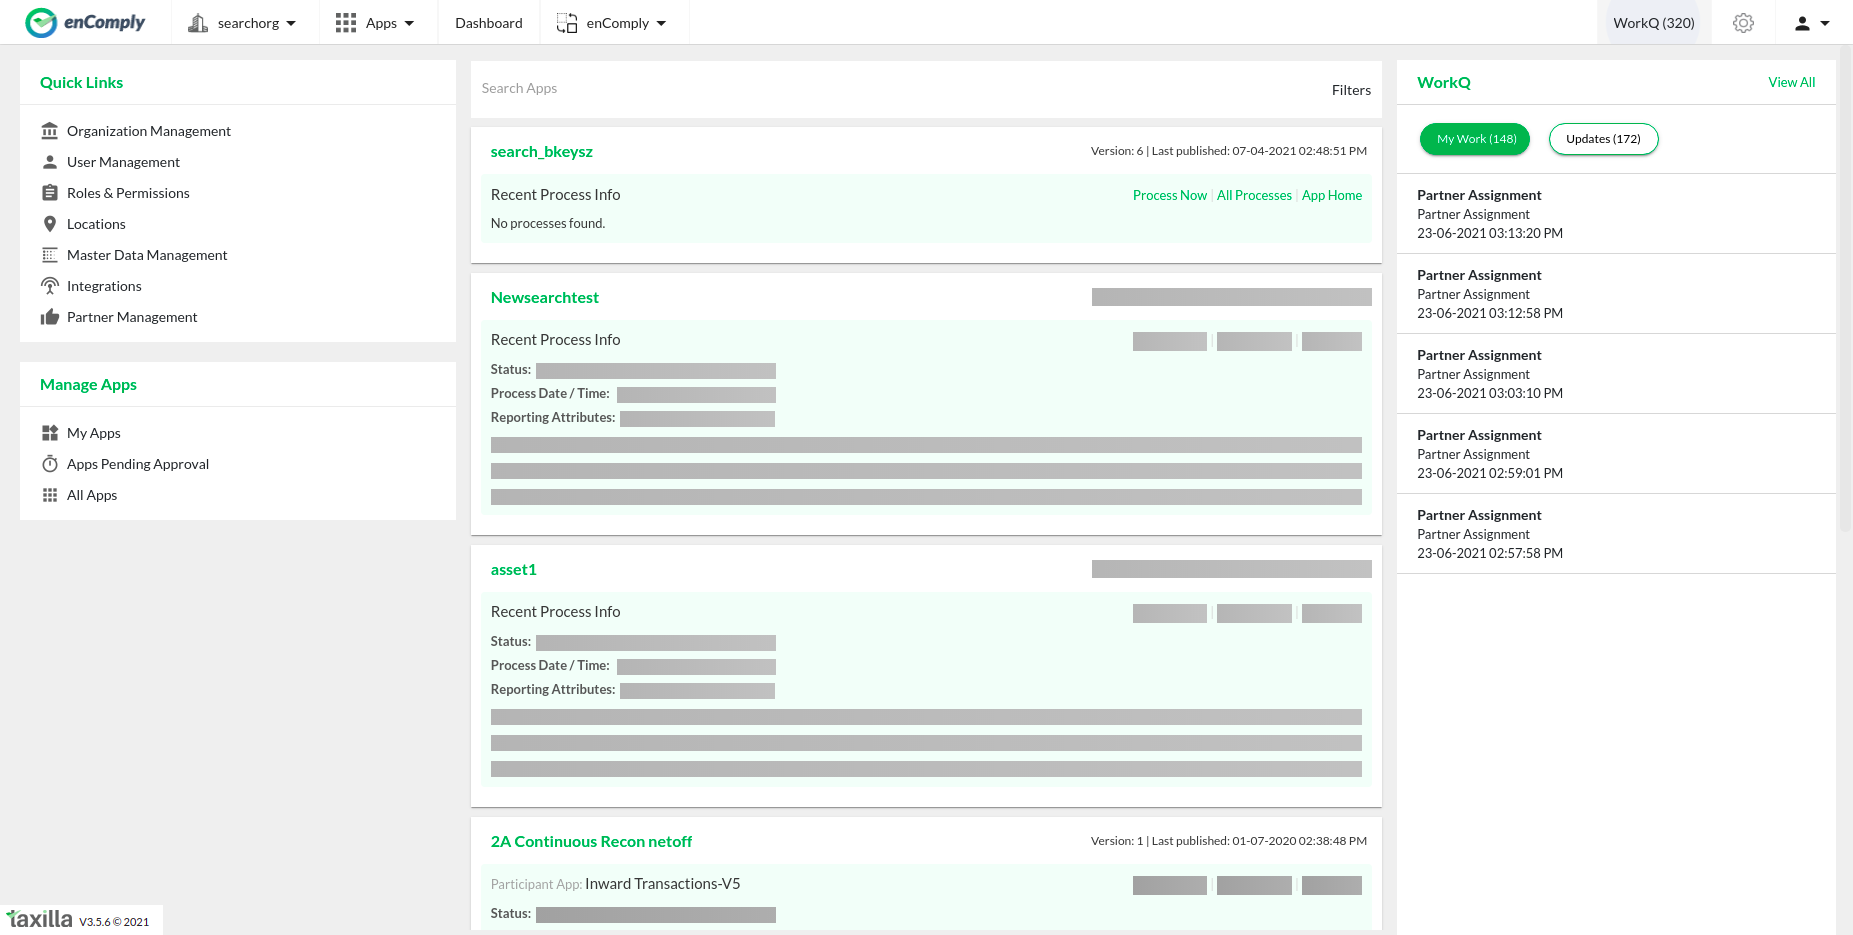 enComply
searchorg
Apps
Dashboard
enComply
WorkQ (320)
Quick Links
Organization Management
User Management
Roles & Permissions
Locations
Master Data Management
Integrations
Partner Management
Manage Apps
My Apps
Apps Pending Approval
All Apps
Search Apps
Filters
search_bkeysz
Version: 6 | Last published: 07-04-2021 02:48:51 PM
Recent Process Info
Process Now | All Processes | App Home
No processes found.
Newsearchtest
Recent Process Info
Status:
Process Date / Time:
Reporting Attributes:
asset1
Recent Process Info
Status:
Process Date / Time:
Reporting Attributes:
2A Continuous Recon netoff
Version: 1 | Last published: 01-07-2020 02:38:48 PM
Participant App: Inward Transactions-V5
Status:
WorkQ
View All
My Work (148)
Updates (172)
Partner Assignment
Partner Assignment
23-06-2021 03:13:20 PM
Partner Assignment
Partner Assignment
23-06-2021 03:12:58 PM
Partner Assignment
Partner Assignment
23-06-2021 03:03:10 PM
Partner Assignment
Partner Assignment
23-06-2021 02:59:01 PM
Partner Assignment
Partner Assignment
23-06-2021 02:57:58 PM
taxilla V3.5.6 © 2021